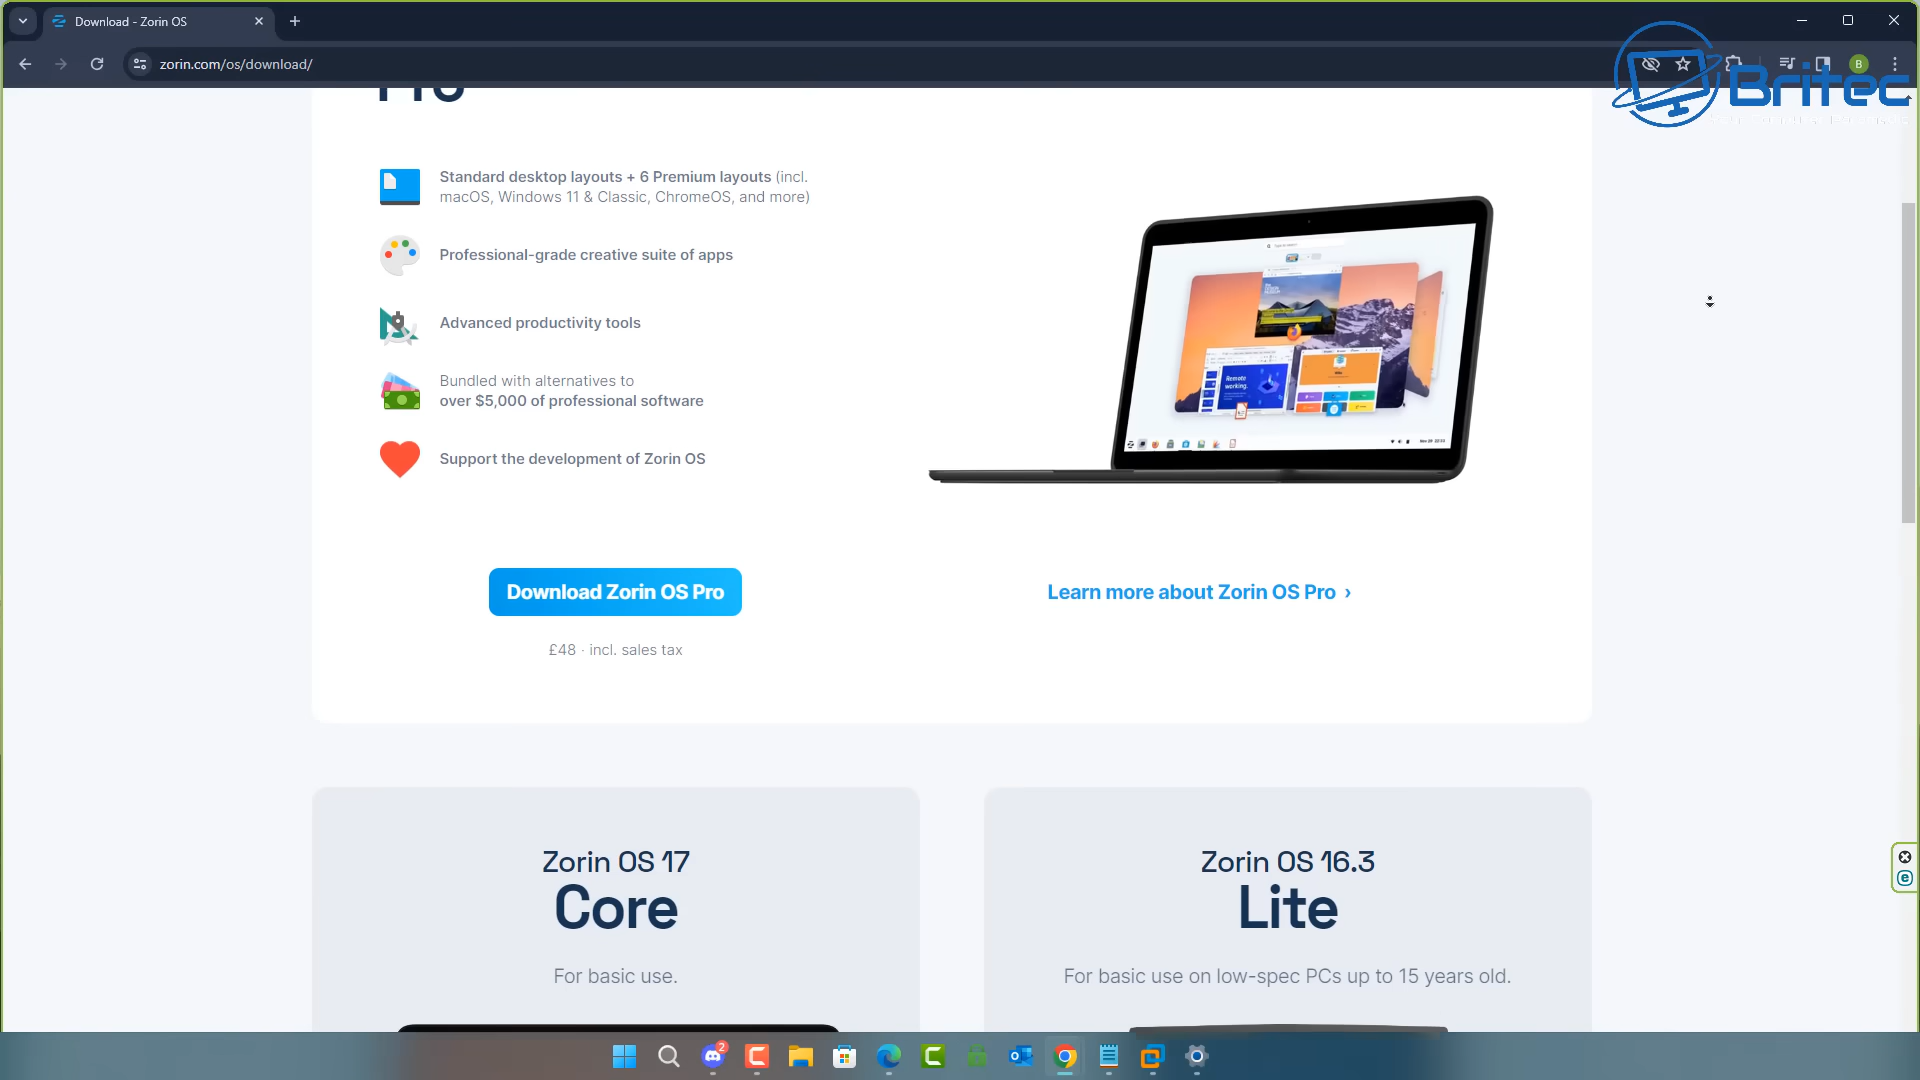 Download - Zorin OS
zorin.com/os/download/
B
Britec
Pro
Standard desktop layouts + 6 Premium layouts (incl.
macOS, Windows 11 & Classic, ChromeOS, and more)
Professional-grade creative suite of apps
Advanced productivity tools
Bundled with alternatives to
over $5,000 of professional software
Support the development of Zorin OS
Remote
working.
Download Zorin OS Pro
Learn more about Zorin OS Pro ›
£48 · incl. sales tax
Zorin OS 17
Core
For basic use.
Zorin OS 16.3
Lite
For basic use on low-spec PCs up to 15 years old.
2